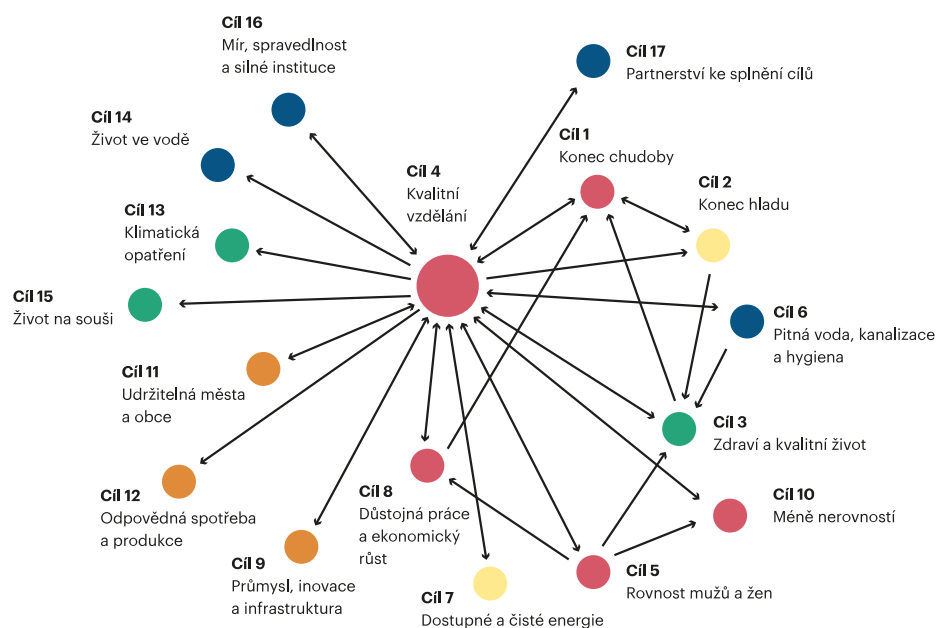 Cíl 16
Mír, spravedlnost
a silné instituce
Cíl 17
Partnerství ke splnění cílů
Cíl 14
Život ve vodě
Cíl 1
Konec chudoby
Cíl 4
Kvalitní
vzdělání
Cíl 2
Konec hladu
Cíl 13
Klimatická
opatření
Cíl 15
Život na souši
Cíl 6
Pitná voda, kanalizace
a hygiena
Cíl 11
Udržitelná města
a obce
Cíl 3
Zdraví a kvalitní život
Cíl 12
Odpovědná spotřeba
a produkce
Cíl 8
Důstojná práce
a ekonomický
růst
Cíl 10
Méně nerovností
Cíl 9
Průmysl, inovace
a infrastruktura
Cíl 7
Dostupné a čisté energie
Cíl 5
Rovnost mužů a žen